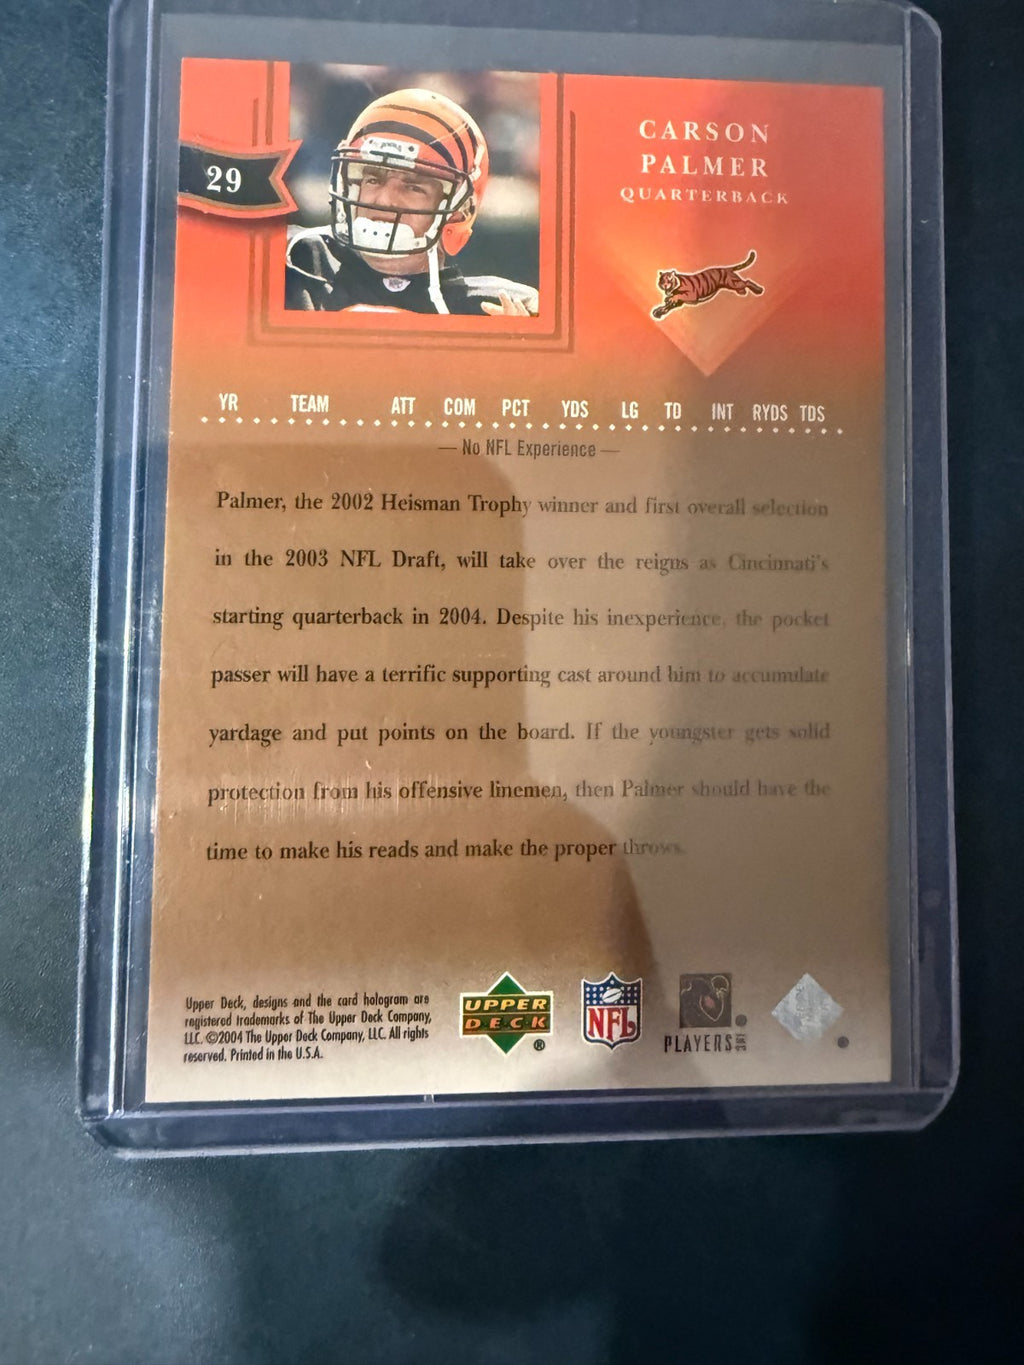 29
CARSON
PALMER
QUARTERBACK
YR TEAM ATT COM PCT YDS LG TD INT RYDS TDS
— No NFL Experience —
Palmer, the 2002 Heisman Trophy winner and first overall selection
in the 2003 NFL Draft, will take over the reigns as Cincinnati's
starting quarterback in 2004. Despite his inexperience, the pocket
passer will have a terrific supporting cast around him to accumulate
yardage and put points on the board. If the youngster gets solid
protection from his offensive linemen, then Palmer should have the
time to make his reads and make the proper throws.
Upper Deck, designs and the card hologram are
registered trademarks of The Upper Deck Company,
LLC. ©2004 The Upper Deck Company, LLC. All rights
reserved. Printed in the U.S.A.
UPPER
DECK
®
NFL
PLAYERS INC